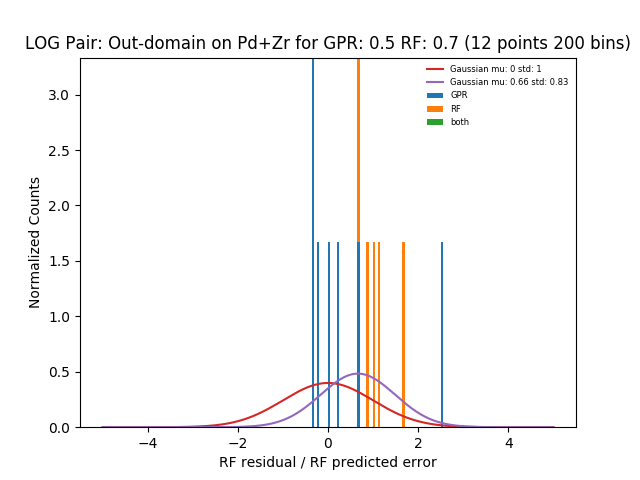 LOG Pair: Out-domain on Pd+Zr for GPR: 0.5 RF: 0.7 (12 points 200 bins)
Gaussian mu: 0 std: 1
Gaussian mu: 0.66 std: 0.83
GPR
RF
both
Normalized Counts
3.0
2.5
2.0
1.5
1.0
0.5
0.0
−4
−2
0
2
4
RF residual / RF predicted error